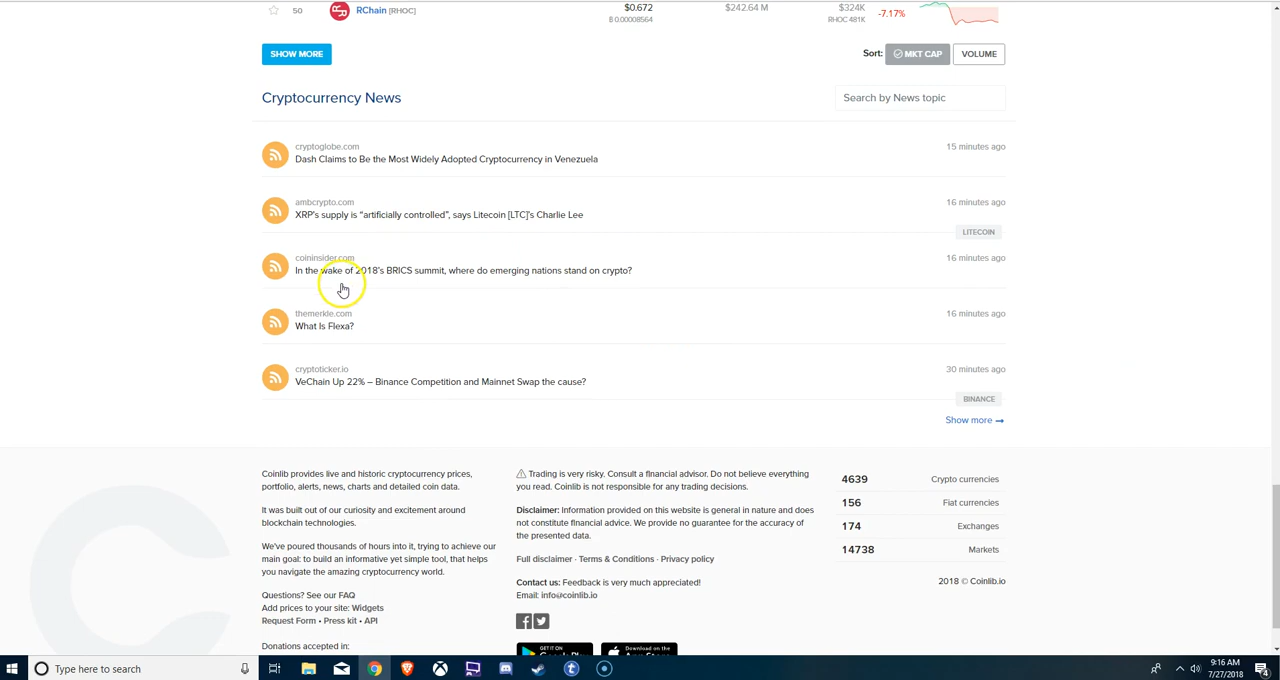 50 RChain [RHOC] $0.672 $242.64 M $324K -7.17%
Ƀ 0.00008564 RHOC 481K
SHOW MORE Sort: MKT CAP VOLUME
Cryptocurrency News Search by News topic
cryptoglobe.com 15 minutes ago
Dash Claims to Be the Most Widely Adopted Cryptocurrency in Venezuela
ambcrypto.com 16 minutes ago
XRP's supply is “artificially controlled”, says Litecoin [LTC]'s Charlie Lee
LITECOIN
coininsider.com 16 minutes ago
In the wake of 2018's BRICS summit, where do emerging nations stand on crypto?
themerkle.com 16 minutes ago
What Is Flexa?
cryptoticker.io 30 minutes ago
VeChain Up 22% – Binance Competition and Mainnet Swap the cause?
BINANCE
Show more
Coinlib provides live and historic cryptocurrency prices,
portfolio, alerts, news, charts and detailed coin data.
It was built out of our curiosity and excitement around
blockchain technologies.
We've poured thousands of hours into it, trying to achieve our
main goal: to build an informative yet simple tool, that helps
you navigate the amazing cryptocurrency world.
Questions? See our FAQ
Add prices to your site: Widgets
Request Form • Press kit • API
Donations accepted in:
Trading is very risky. Consult a financial advisor. Do not believe everything
you read. Coinlib is not responsible for any trading decisions.
Disclaimer: Information provided on this website is general in nature and does
not constitute financial advice. We provide no guarantee for the accuracy of
the presented data.
Full disclaimer · Terms & Conditions · Privacy policy
Contact us: Feedback is very much appreciated!
Email: info@coinlib.io
GET IT ON
Google Play
Download on the
App Store
4639 Crypto currencies
156 Fiat currencies
174 Exchanges
14738 Markets
2018 © Coinlib.io
Type here to search
9:16 AM
7/27/2018
4